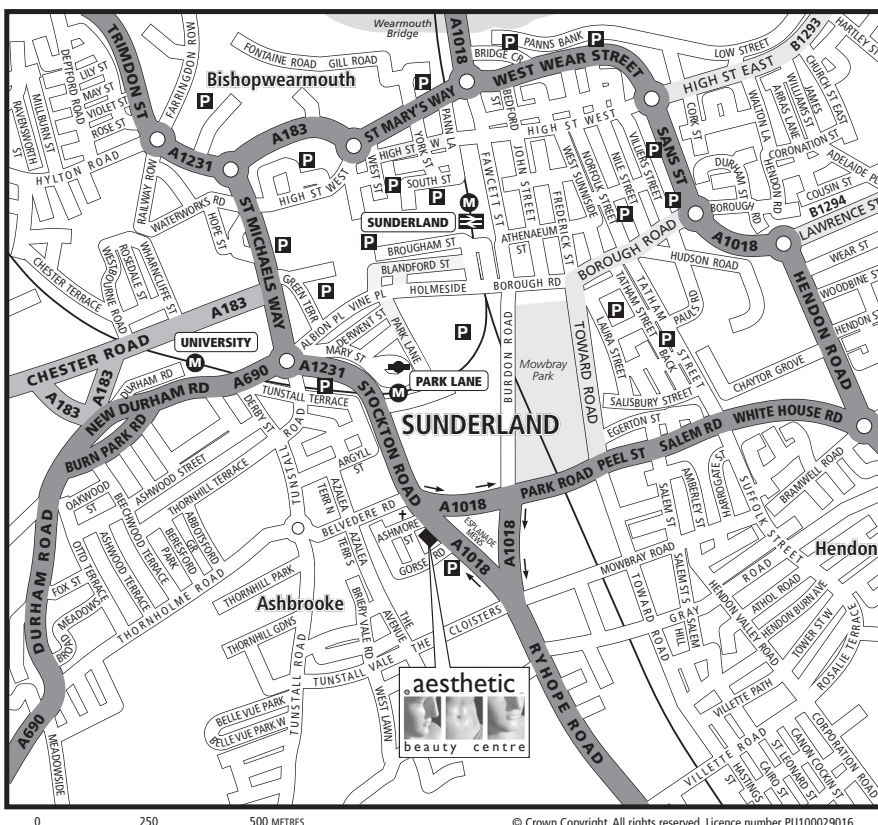 Wearmouth
Bridge
A1018
BRIDGE CR
PANNS BANK
LOW STREET
B1293
HARTLEY ST
TRIMDON ST
FARRINGDON ROW
FONTAINE ROAD
GILL ROAD
P
P
P
DEPTFORD ROAD
LILY ST
MAY ST
VIOLET ST
ROSE ST
MILLBURN ST
RAVENSWORTH ST
Bishopwearmouth
P
WEST WEAR STREET
HIGH ST EAST
CHURCH ST EAST
JAMES
WILLIAMS ST
ARRAS LANE
WALTON LA
CORK ST
HYLTON ROAD
A1231
A183
ST MARY'S WAY
PANN LA
YORK ST
HIGH ST W
WEST ST
SOUTH ST
BEDFORD ST
HIGH ST WEST
VILLIERS ST
SANS ST
CORONATION ST
ADELAIDE PL
RAILWAY ROW
WATERWORKS RD
HOPE ST
HIGH ST WEST
P
P
P
M
P
SUNDERLAND
FAWCETT ST
JOHN STREET
WEST SUNNISIDE
NORFOLK STREET
NILE STREET
VILLIERS STREET
FREDERICK ST
ATHENAEUM
ST
P
P
DURHAM ST
HENDON RD
COUSIN ST
B1294
LAWRENCE ST
BOROUGH
RD
A1018
WEAR ST
ST MICHAELS WAY
P
P
BROUGHAM ST
BLANDFORD ST
HOLMESIDE
BOROUGH RD
BOROUGH ROAD
HUDSON ROAD
WOODBINE ST
HENDON ST
CHESTER TERRACE
WESTBOURNE ROAD
ROSEDALE ST
WHARNCLIFFE ST
GREEN TERR
P
ALBION PL
VINE PL
DERWENT ST
MARY ST
PARK LANE
P
BURDON ROAD
Mowbray
Park
TOWARD ROAD
P
LAURA STREET
TATHAM STREET
TATHAM STREET BACK
P
ST PAULS RD
HENDON ROAD
CHESTER ROAD
A183
UNIVERSITY
M
A183
A183
DURHAM RD
NEW DURHAM RD
A690
A1231
P
M
PARK LANE
TUNSTALL TERRACE
STOCKTON ROAD
SUNDERLAND
CHAYTOR GROVE
SALISBURY STREET
EGERTON ST
BURN PARK RD
DERBY ST
TUNSTALL ROAD
ARGYLL ST
AZALEA TERR N
PARK ROAD
PEEL ST
SALEM RD
WHITE HOUSE RD
OAKWOOD ST
ASHWOOD STREET
THORNHILL TERRACE
BEECHWOOD TERRACE
ASHWOOD TERRACE
OTTO TERRACE
BERESFORD PARK
ABBOTSFORD GR
BELVEDERE RD
ASHMORE ST
GORSE RD
ESPLANADE MEWS
A1018
A1018
A1018
P
SALEM ST
AMBERLEY ST
HARROGATE ST
SUFFOLK STREET
BRAMWELL ROAD
Hendon
DURHAM ROAD
FOX ST
BROAD MEADOWS
THORNHOLME ROAD
THORNHILL PARK
THORNHILL GDNS
Ashbrooke
AZALEA TERR S
BRIERY VALE RD
THE AVENUE
THE CLOISTERS
MOWBRAY ROAD
TOWARD ROAD
GRAY
HILL
SALEM ST S
SALEM
HENDON VALLEY ROAD
ROAD
ATHOL ROAD
HENDON BURN AVE
TOWER ST W
ROSALIE TERRACE
TUNSTALL ROAD
TUNSTALL VALE
WEST LAWN
BELLE VUE PARK
BELLE VUE PARK W
RYHOPE ROAD
VILLETTE PATH
VILLETTE ROAD
HASTINGS ST
CAIRO ST
ST LEONARD ST
CANON COCKIN ST
CORPORATION ROAD
A690
MEADOWSIDE
aesthetic
beauty centre
0 250 500 METRES
© Crown Copyright. All rights reserved. Licence number PU100029016